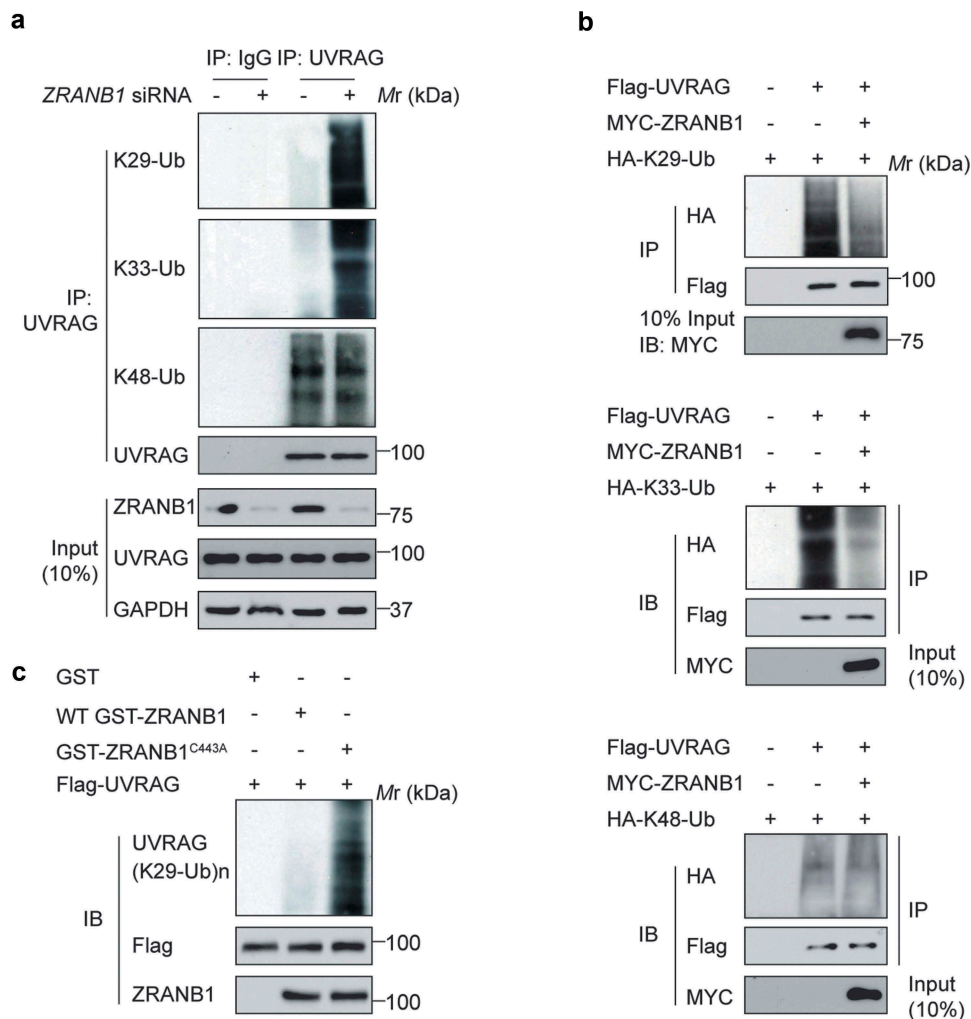 a
IP: IgG IP: UVRAG
ZRANB1 siRNA - + - + Mr (kDa)
K29-Ub
K33-Ub
IP:
UVRAG
K48-Ub
UVRAG 100
ZRANB1 75
Input
(10%)
UVRAG 100
GAPDH 37
b
Flag-UVRAG - + +
MYC-ZRANB1 - - +
HA-K29-Ub + + + Mr (kDa)
HA
IP
Flag 100
10% Input
IB: MYC 75
Flag-UVRAG - + +
MYC-ZRANB1 - - +
HA-K33-Ub + + +
HA
IP
IB
Flag
MYC
Input
(10%)
Flag-UVRAG - + +
MYC-ZRANB1 - - +
HA-K48-Ub + + +
HA
IP
IB
Flag
MYC
Input
(10%)
c
GST + - -
WT GST-ZRANB1 - + -
GST-ZRANB1C443A - - +
Flag-UVRAG + + + Mr (kDa)
UVRAG
(K29-Ub)n
IB
Flag 100
ZRANB1 100